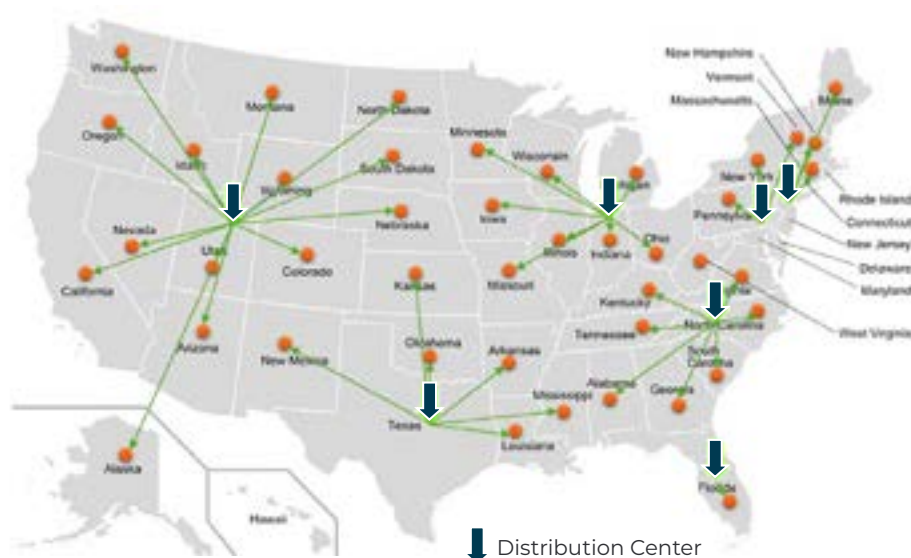 New Hampshire
Vermont
Massachusetts
Maine
Washington
Montana
North Dakota
Minnesota
Oregon
Idaho
Wisconsin
South Dakota
Wyoming
New York
Rhode Island
Iowa
Nebraska
Pennsylvania
Connecticut
Nevada
Utah
Illinois
Indiana
Ohio
New Jersey
Colorado
Delaware
California
Kansas
Missouri
Maryland
Kentucky
North Carolina
Tennessee
West Virginia
Arizona
New Mexico
Oklahoma
Arkansas
South
Carolina
Alabama
Georgia
Mississippi
Texas
Louisiana
Alaska
Florida
Hawaii
Distribution Center